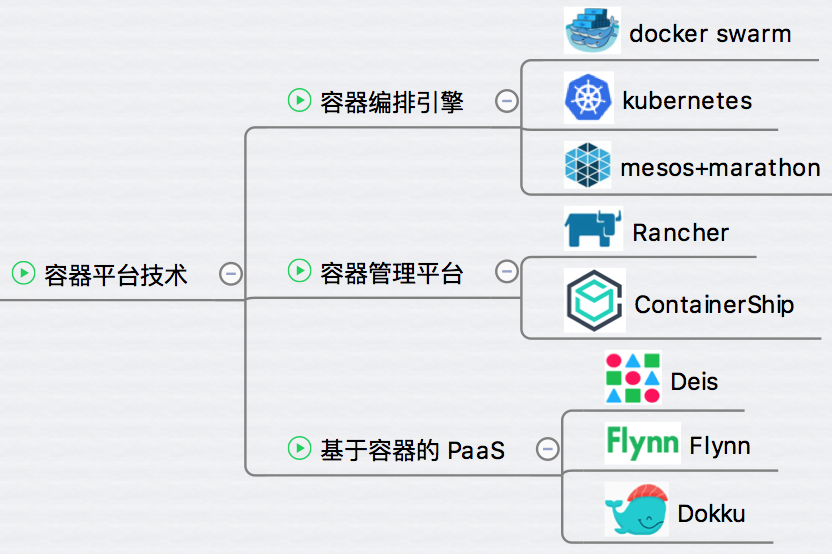 容器平台技术
容器编排引擎
docker swarm
kubernetes
mesos+marathon
容器管理平台
Rancher
ContainerShip
基于容器的 PaaS
Deis
Flynn Flynn
Dokku